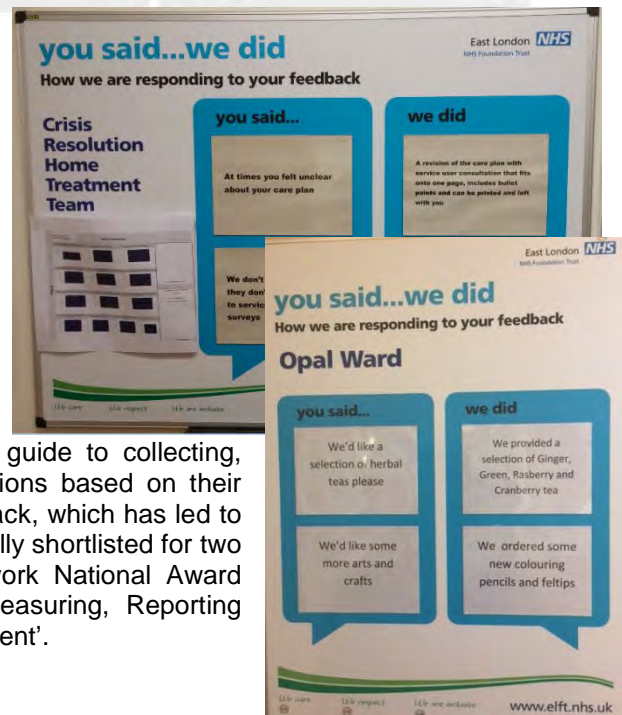 you said...we did
East London NHS
NHS Foundation Trust
How we are responding to your feedback
Crisis
Resolution
Home
Treatment
Team
you said...
At times you felt unclear
about your care plan
we did
A revision of the care plan with
service user consultation that fits
onto one page, includes bullet
points and can be printed and left
with you
We don't
they don'
to servic
surveys
We care
We respect
We are inclusive
East London NHS
NHS Foundation Trust
you said...we did
How we are responding to your feedback
Opal Ward
you said...
We'd like a
selection of herbal
teas please
we did
We provided a
selection of Ginger,
Green, Rasberry and
Cranberry tea
We'd like some
more arts and
crafts
We ordered some
new colouring
pencils and feltips
We care
We respect
We are inclusive
www.elft.nhs.uk
guide to collecting,
ions based on their
ack, which has led to
lly shortlisted for two
work National Award
easuring, Reporting
ent'.